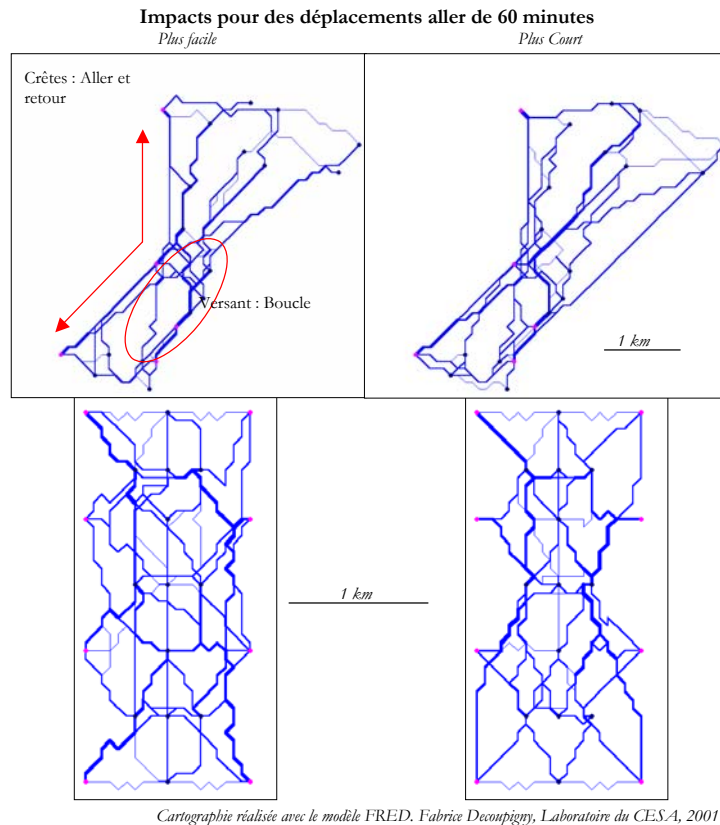 Impacts pour des déplacements aller de 60 minutes
Plus facile
Plus Court
Crêtes : Aller et
retour
Versant : Boucle
1 km
1 km
Cartographie réalisée avec le modèle FRED. Fabrice Decoupigny, Laboratoire du CESA, 2001